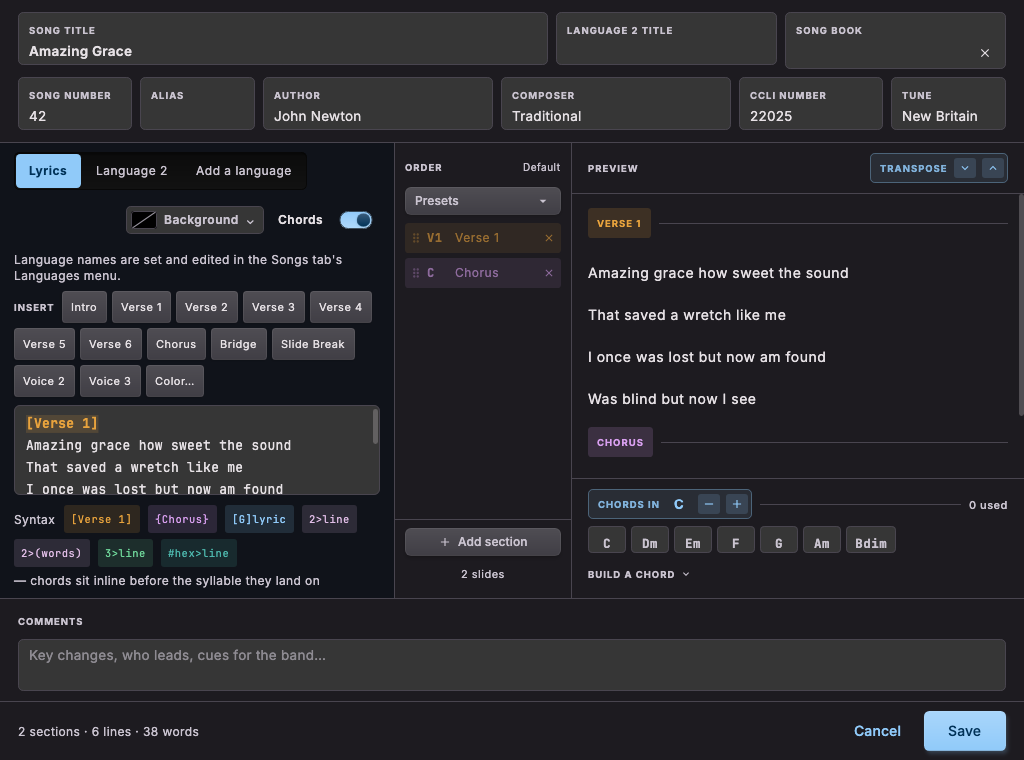 SONG TITLE
Amazing Grace
LANGUAGE 2 TITLE
SONG BOOK
SONG NUMBER
42
ALIAS
AUTHOR
John Newton
COMPOSER
Traditional
CCLI NUMBER
22025
TUNE
New Britain
Lyrics
Language 2
Add a language
Background
Chords
Language names are set and edited in the Songs tab's
Languages menu.
INSERT
Intro
Verse 1
Verse 2
Verse 3
Verse 4
Verse 5
Verse 6
Chorus
Bridge
Slide Break
Voice 2
Voice 3
Color...
[Verse 1]
Amazing grace how sweet the sound
That saved a wretch like me
I once was lost but now am found
Syntax
[Verse 1]
{Chorus}
[G]lyric
2>line
2>(words)
3>line
#hex>line
— chords sit inline before the syllable they land on
ORDER
Default
Presets
V1 Verse 1
C Chorus
+ Add section
2 slides
PREVIEW
TRANSPOSE
VERSE 1
Amazing grace how sweet the sound
That saved a wretch like me
I once was lost but now am found
Was blind but now I see
CHORUS
CHORDS IN C − +
0 used
C
Dm
Em
F
G
Am
Bdim
BUILD A CHORD
COMMENTS
Key changes, who leads, cues for the band...
2 sections · 6 lines · 38 words
Cancel
Save